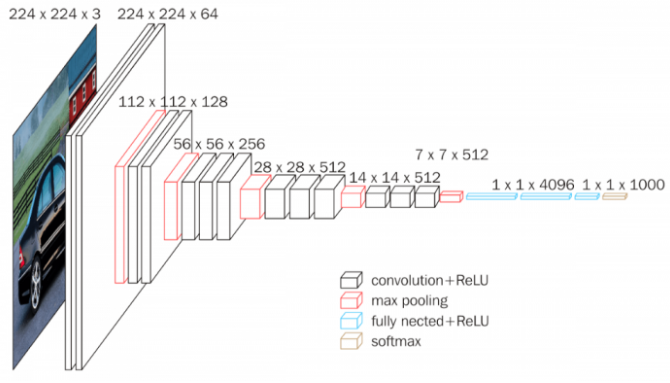 224 x 224 x 3
224 x 224 x 64
112 x 112 x 128
56 x 56 x 256
28 x 28 x 512
14 x 14 x 512
7 x 7 x 512
1 x 1 x 4096
1 x 1 x 1000
convolution+ReLU
max pooling
fully nected+ReLU
softmax